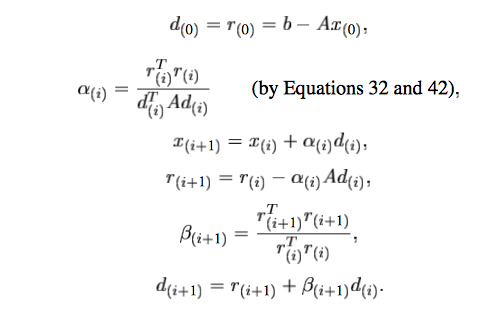 d(0) = r(0) = b − Ax(0),
α(i) = r(i)^T r(i) / d(i)^T Ad(i) (by Equations 32 and 42),
x(i+1) = x(i) + α(i)d(i),
r(i+1) = r(i) − α(i)Ad(i),
β(i+1) = r(i+1)^T r(i+1) / r(i)^T r(i),
d(i+1) = r(i+1) + β(i+1)d(i).